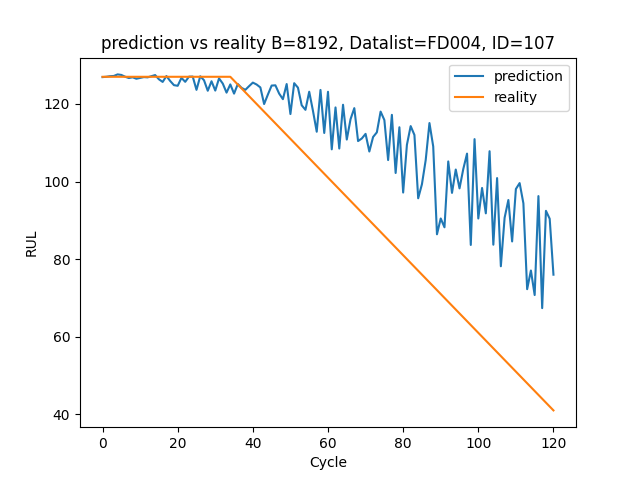 prediction vs reality B=8192, Datalist=FD004, ID=107
prediction
reality
120
100
80
60
40
RUL
0 20 40 60 80 100 120
Cycle